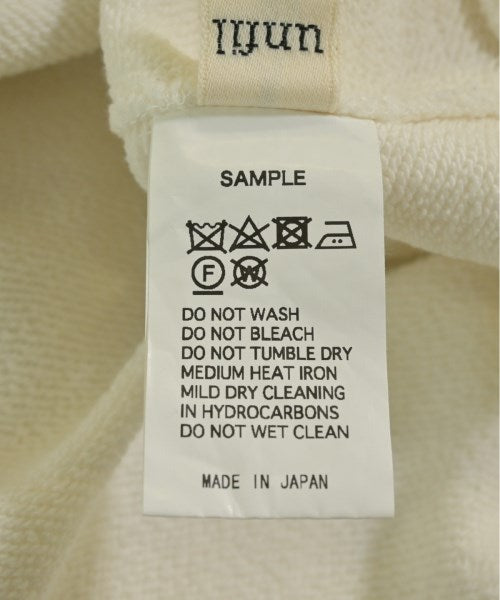 unfil
SAMPLE
F W
DO NOT WASH
DO NOT BLEACH
DO NOT TUMBLE DRY
MEDIUM HEAT IRON
MILD DRY CLEANING
IN HYDROCARBONS
DO NOT WET CLEAN
MADE IN JAPAN